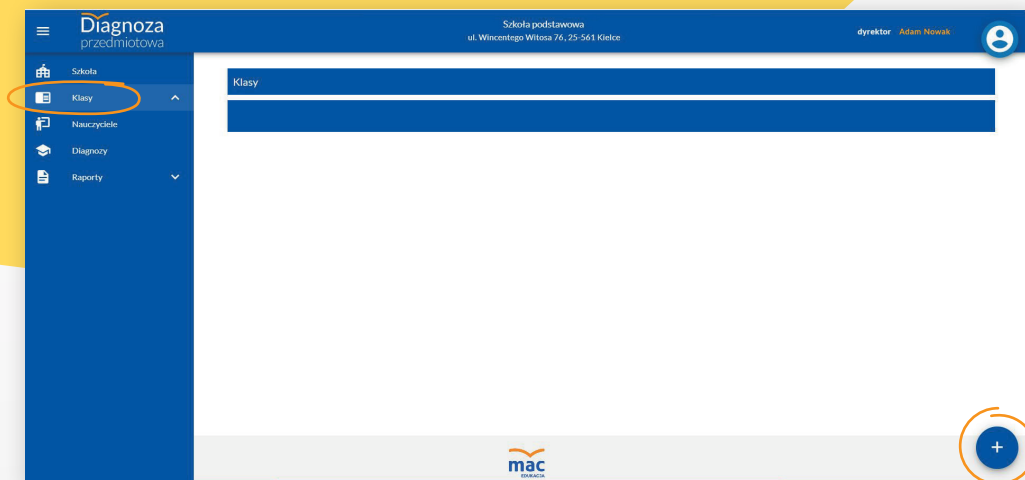 Diagnoza
przedmiotowa
Szkoła podstawowa
ul. Wincentego Witosa 76, 25-561 Kielce
dyrektor Adam Nowak
Szkoła
Klasy
Nauczyciele
Diagnozy
Raporty
Klasy
+
mac
EDUKACJA